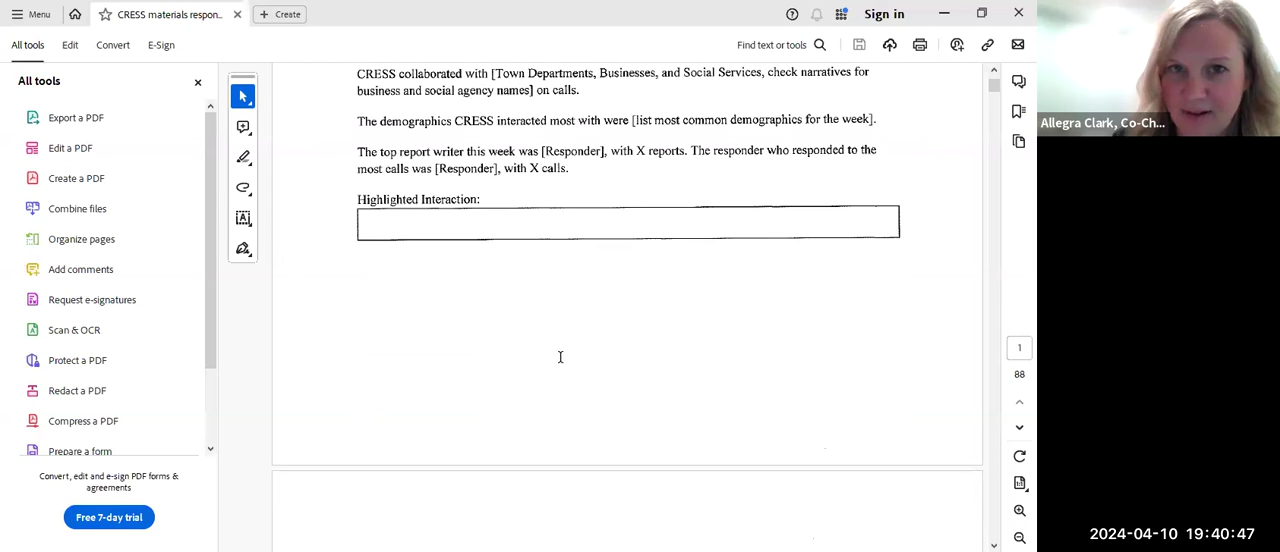 Menu
CRESS materials respon...
Create
Sign in
All tools
Edit
Convert
E-Sign
Find text or tools
All tools
Export a PDF
Edit a PDF
Create a PDF
Combine files
Organize pages
Add comments
Request e-signatures
Scan & OCR
Protect a PDF
Redact a PDF
Compress a PDF
Prepare a form
Convert, edit and e-sign PDF forms &
agreements
Free 7-day trial
CRESS collaborated with [Town Departments, Businesses, and Social Services, check narratives for
business and social agency names] on calls.
The demographics CRESS interacted most with were [list most common demographics for the week].
The top report writer this week was [Responder], with X reports. The responder who responded to the
most calls was [Responder], with X calls.
Highlighted Interaction:
1
88
Allegra Clark, Co-Ch...
2024-04-10 19:40:47